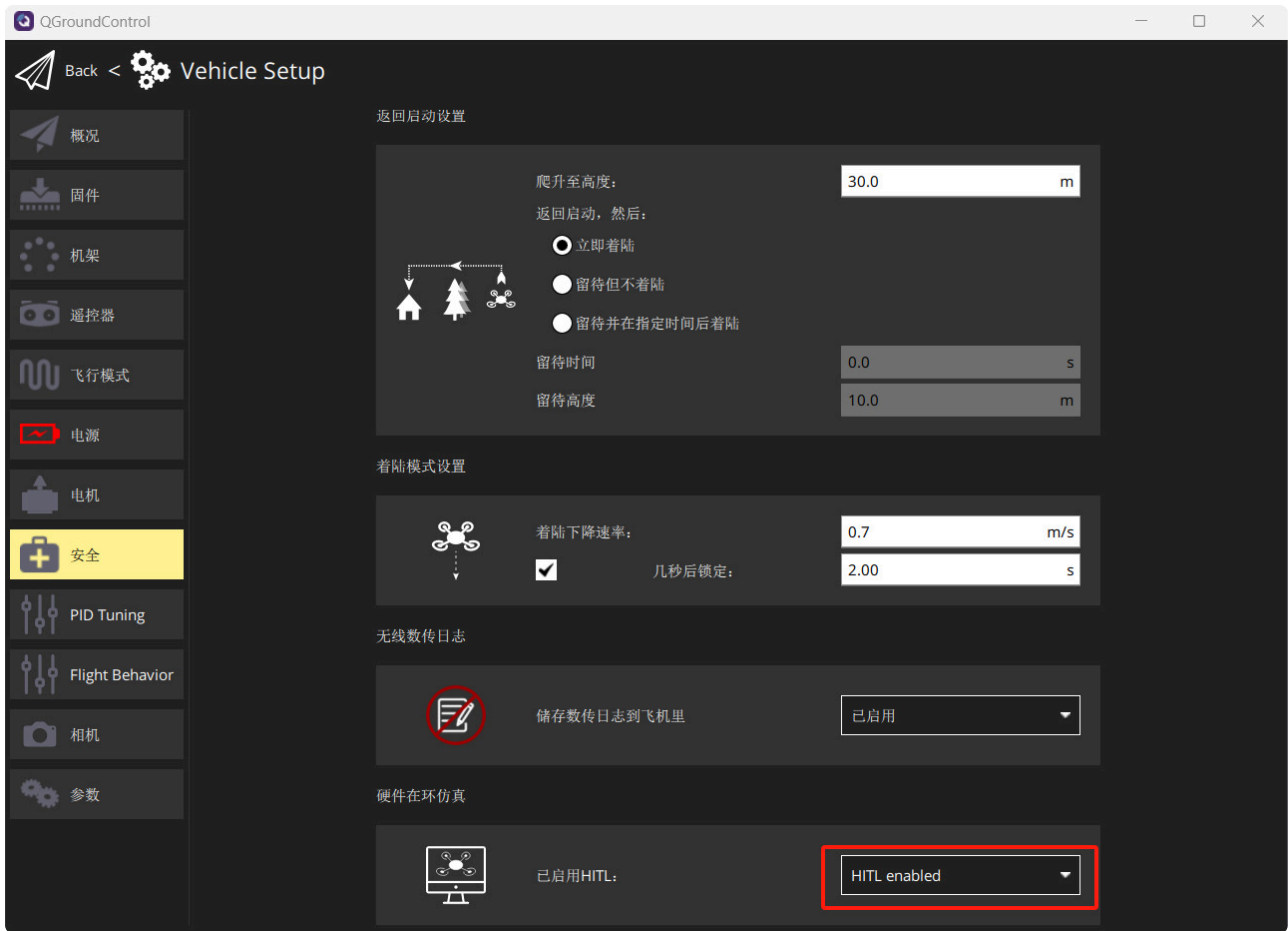 QGroundControl
Back < Vehicle Setup
概况
固件
机架
遥控器
飞行模式
电源
电机
安全
PID Tuning
Flight Behavior
相机
参数
返回启动设置
爬升至高度： 30.0 m
返回启动，然后：
立即着陆
留待但不着陆
留待并在指定时间后着陆
留待时间 0.0 s
留待高度 10.0 m
着陆模式设置
着陆下降速率： 0.7 m/s
几秒后锁定： 2.00 s
无线数传日志
储存数传日志到飞机里 已启用
硬件在环仿真
已启用HITL： HITL enabled